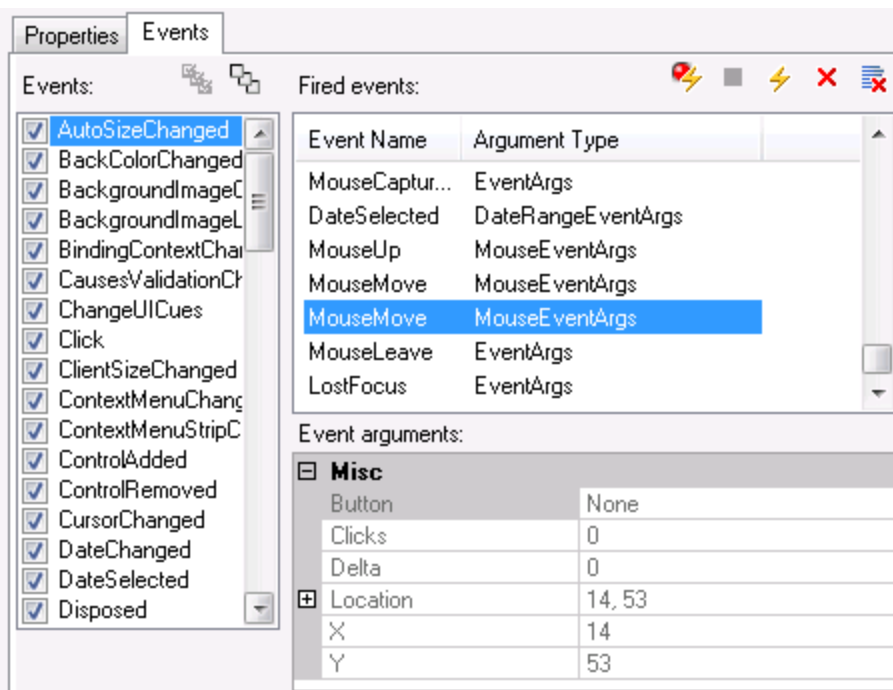 Properties
Events
Events:
AutoSizeChanged
BackColorChanged
BackgroundImageC
BackgroundImageL
BindingContextChar
CausesValidationCh
ChangeUICues
Click
ClientSizeChanged
ContextMenuChang
ContextMenuStripC
ControlAdded
ControlRemoved
CursorChanged
DateChanged
DateSelected
Disposed
Fired events:
Event Name Argument Type
MouseCaptur... EventArgs
DateSelected DateRangeEventArgs
MouseUp MouseEventArgs
MouseMove MouseEventArgs
MouseMove MouseEventArgs
MouseLeave EventArgs
LostFocus EventArgs
Event arguments:
Misc
Button None
Clicks 0
Delta 0
Location 14, 53
X 14
Y 53